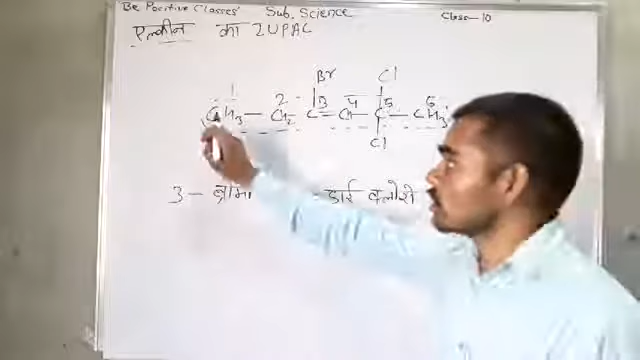 Be Positive Classes' Sub. Science Class-10
एल्कीन का IUPAC
Br Cl
1 2 3 4 5 6
CH3 — CH2 C = CH — C — CH3
Cl
3 - ब्रोमो - डाई क्लोरो